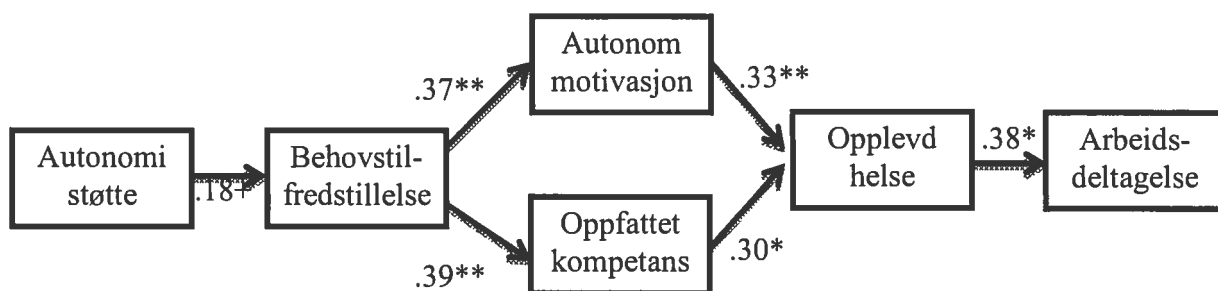 Autonomi
støtte
.18+
Behovstil-
fredstillelse
.37**
.39**
Autonom
motivasjon
Oppfattet
kompetans
.33**
.30*
Opplevd
helse
.38*
Arbeids-
deltagelse